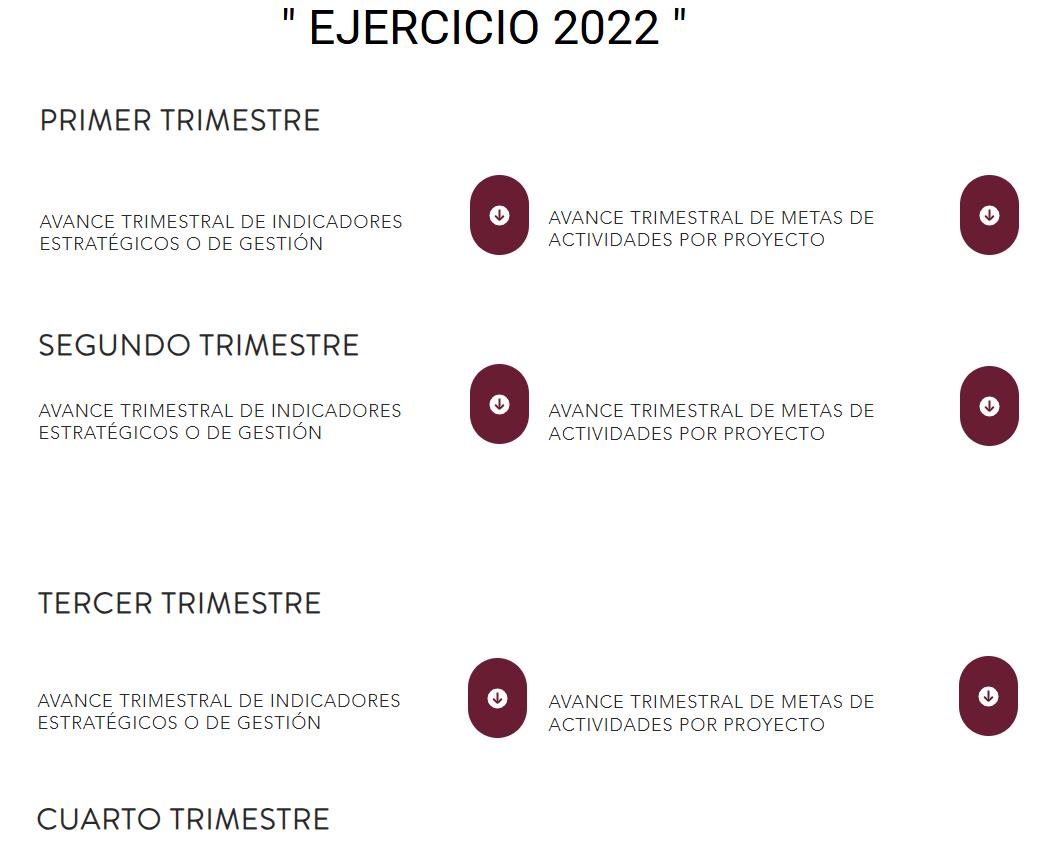 " EJERCICIO 2022 "
PRIMER TRIMESTRE
AVANCE TRIMESTRAL DE INDICADORES
ESTRATÉGICOS O DE GESTIÓN
AVANCE TRIMESTRAL DE METAS DE
ACTIVIDADES POR PROYECTO
SEGUNDO TRIMESTRE
AVANCE TRIMESTRAL DE INDICADORES
ESTRATÉGICOS O DE GESTIÓN
AVANCE TRIMESTRAL DE METAS DE
ACTIVIDADES POR PROYECTO
TERCER TRIMESTRE
AVANCE TRIMESTRAL DE INDICADORES
ESTRATÉGICOS O DE GESTIÓN
AVANCE TRIMESTRAL DE METAS DE
ACTIVIDADES POR PROYECTO
CUARTO TRIMESTRE